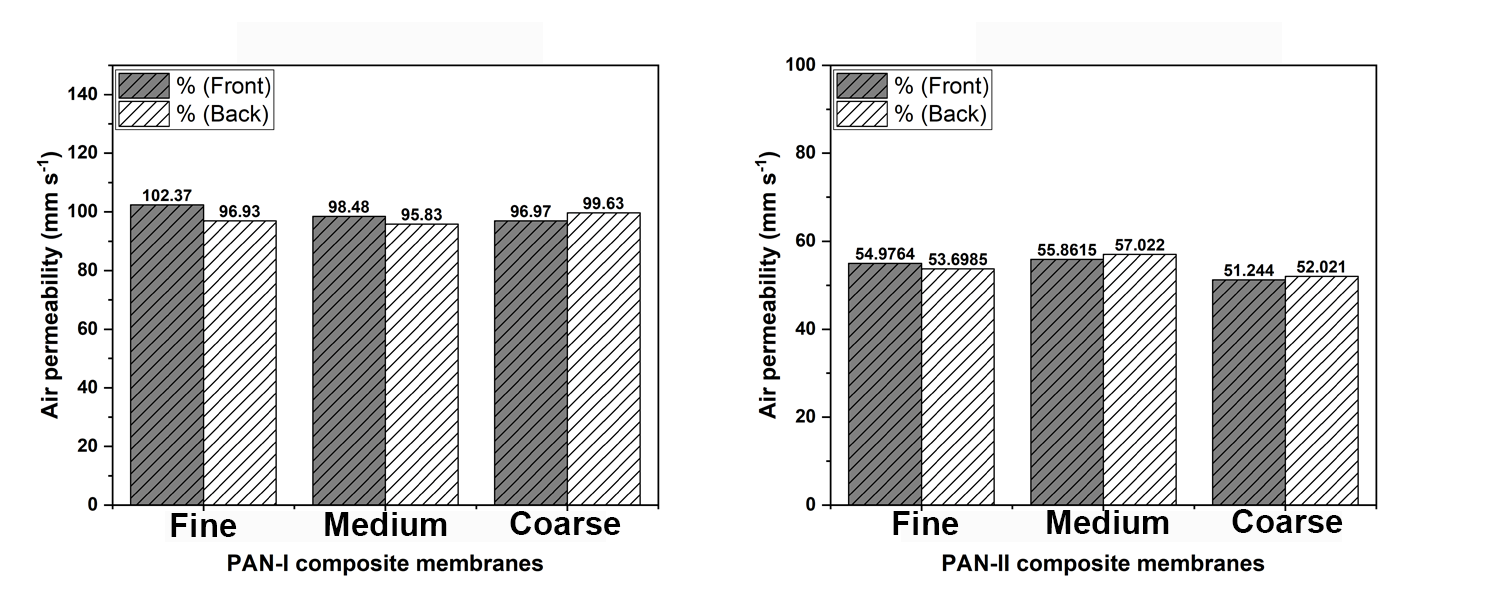 % (Front)
% (Back)
Air permeability (mm s⁻¹)
140
120
100
80
60
40
20
0
102.37
96.93
98.48
95.83
96.97
99.63
Fine
Medium
Coarse
PAN-I composite membranes
% (Front)
% (Back)
Air permeability (mm s⁻¹)
100
80
60
40
20
0
54.9764
53.6985
55.8615
57.022
51.244
52.021
Fine
Medium
Coarse
PAN-II composite membranes